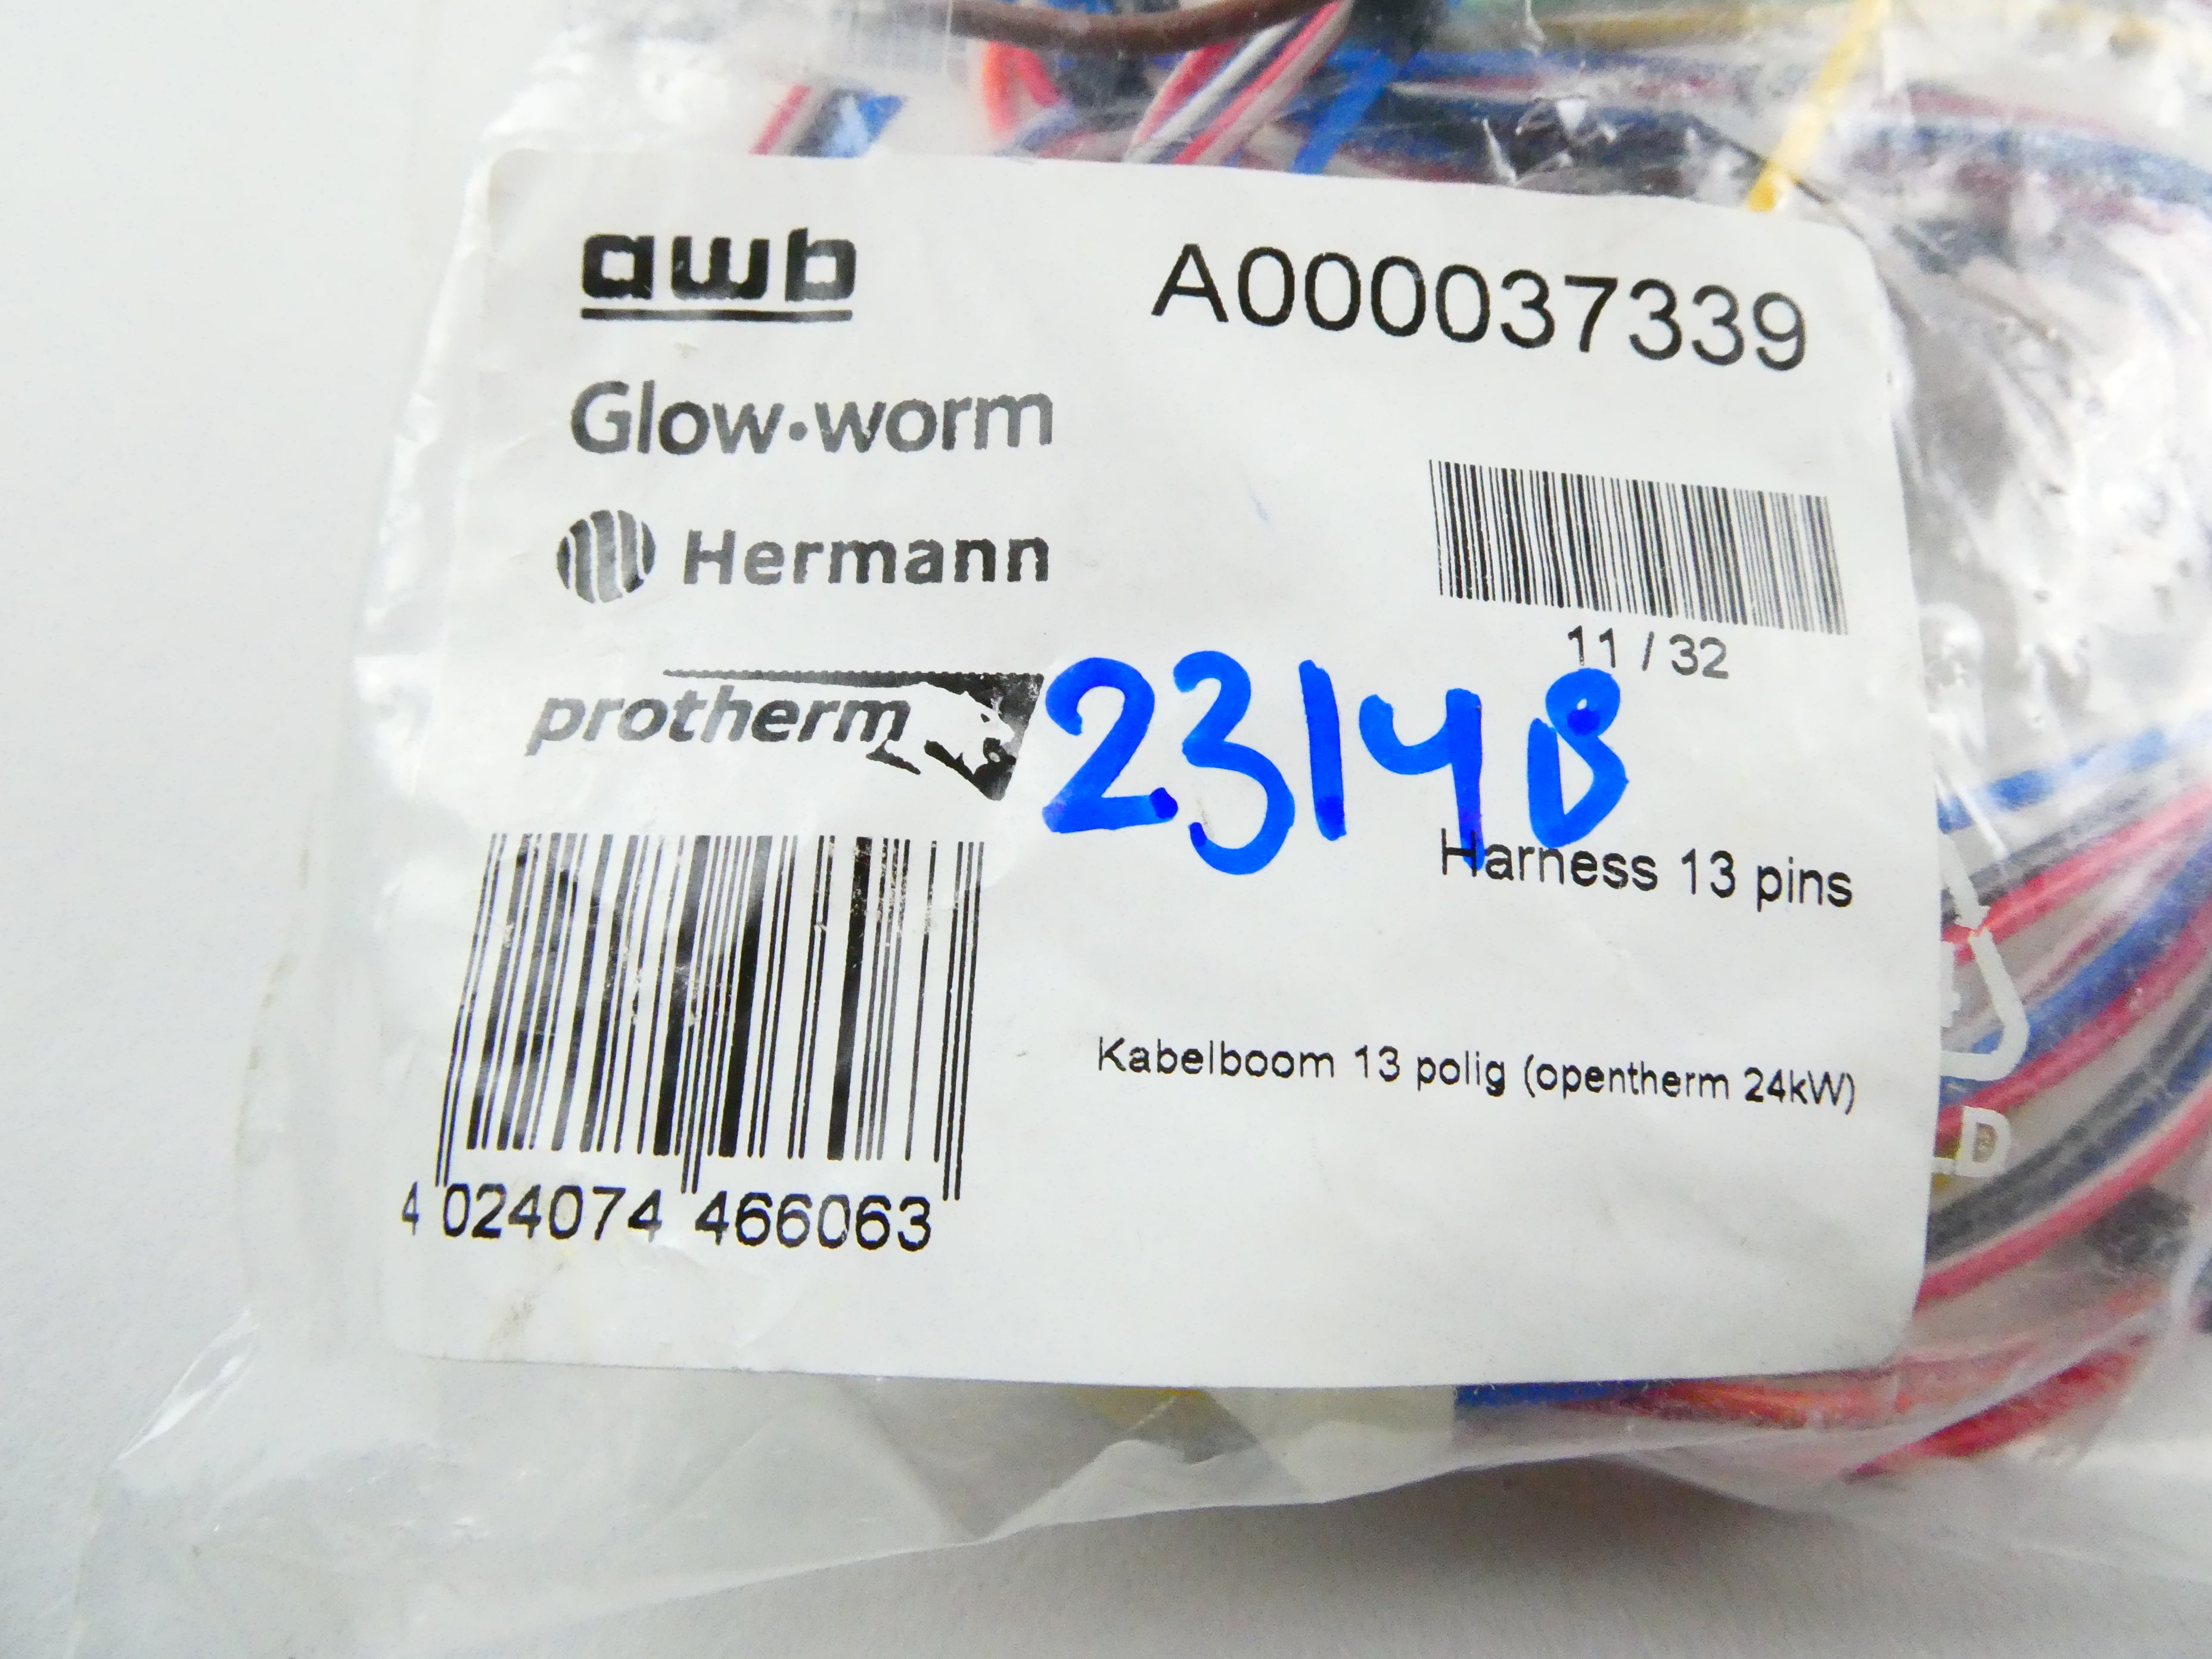 awb
A000037339
Glow·worm
Hermann
11 / 32
protherm
23148
Harness 13 pins
Kabelboom 13 polig (opentherm 24kW)
4 024074 466063
LD